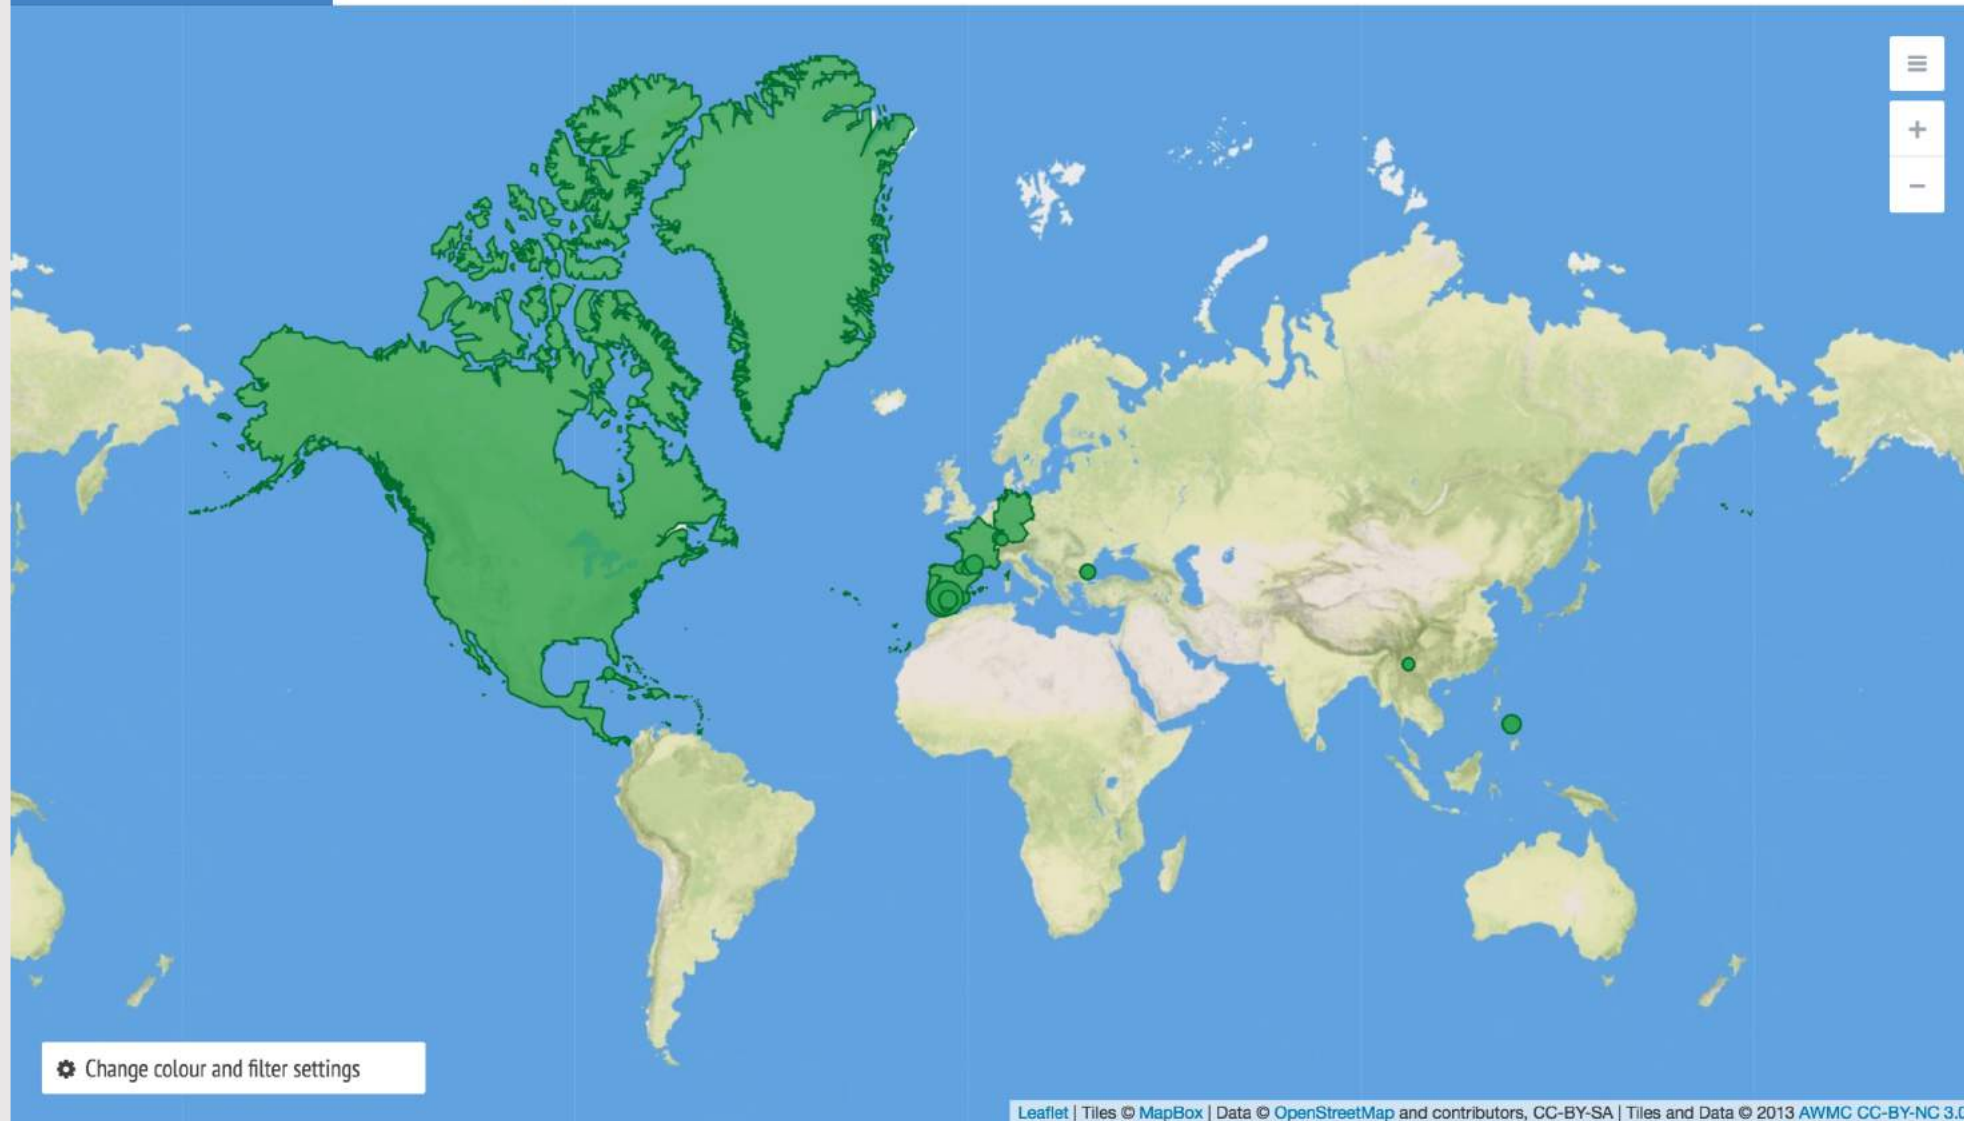 +
−
Change colour and filter settings
Leaflet | Tiles © MapBox | Data © OpenStreetMap and contributors, CC-BY-SA | Tiles and Data © 2013 AWMC CC-BY-NC 3.0